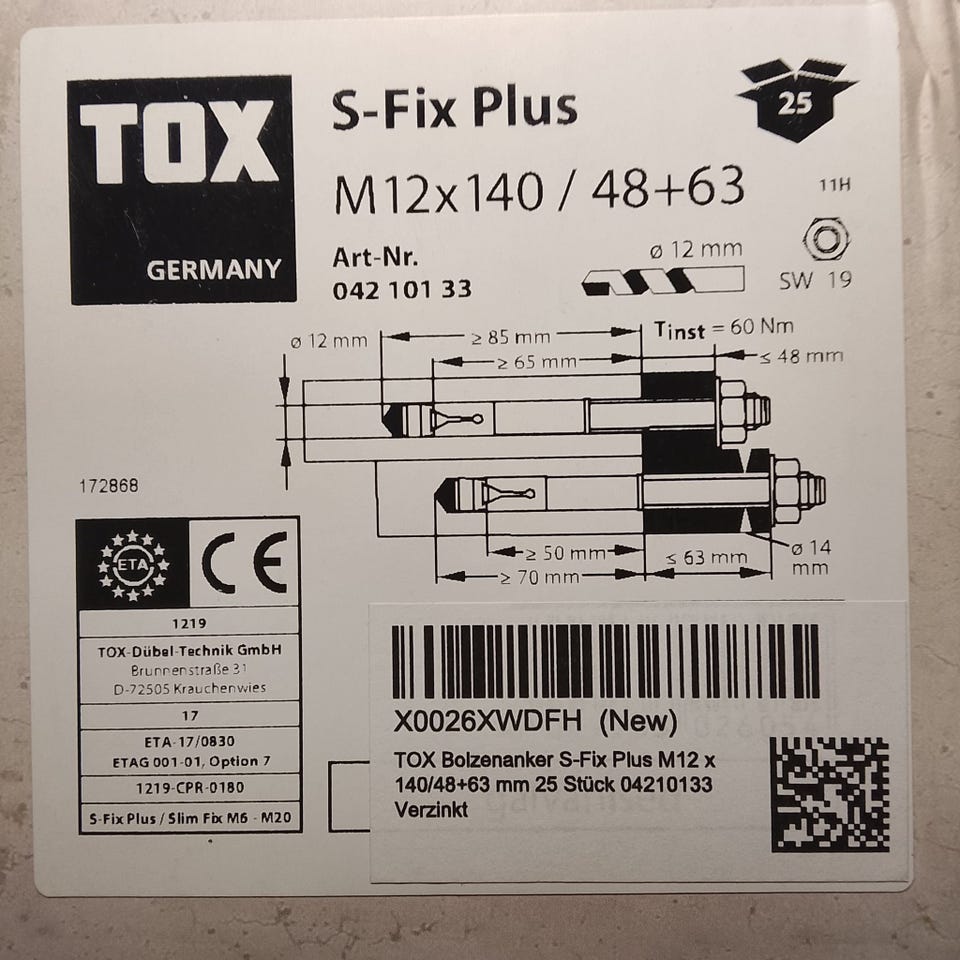 TOX
GERMANY
S-Fix Plus
25
M12x140 / 48+63
11H
Art-Nr.
042 101 33
ø 12 mm
SW 19
ø 12 mm
≥ 85 mm
Tinst = 60 Nm
≥ 65 mm
≤ 48 mm
172868
≥ 50 mm
≤ 63 mm
ø 14
mm
≥ 70 mm
ETA
CE
1219
TOX-Dübel-Technik GmbH
Brunnenstraße 31
D-72505 Krauchenwies
17
ETA-17/0830
ETAG 001-01, Option 7
1219-CPR-0180
S-Fix Plus / Slim Fix M6 - M20
X0026XWDFH (New)
TOX Bolzenanker S-Fix Plus M12 x
140/48+63 mm 25 Stück 04210133
Verzinkt